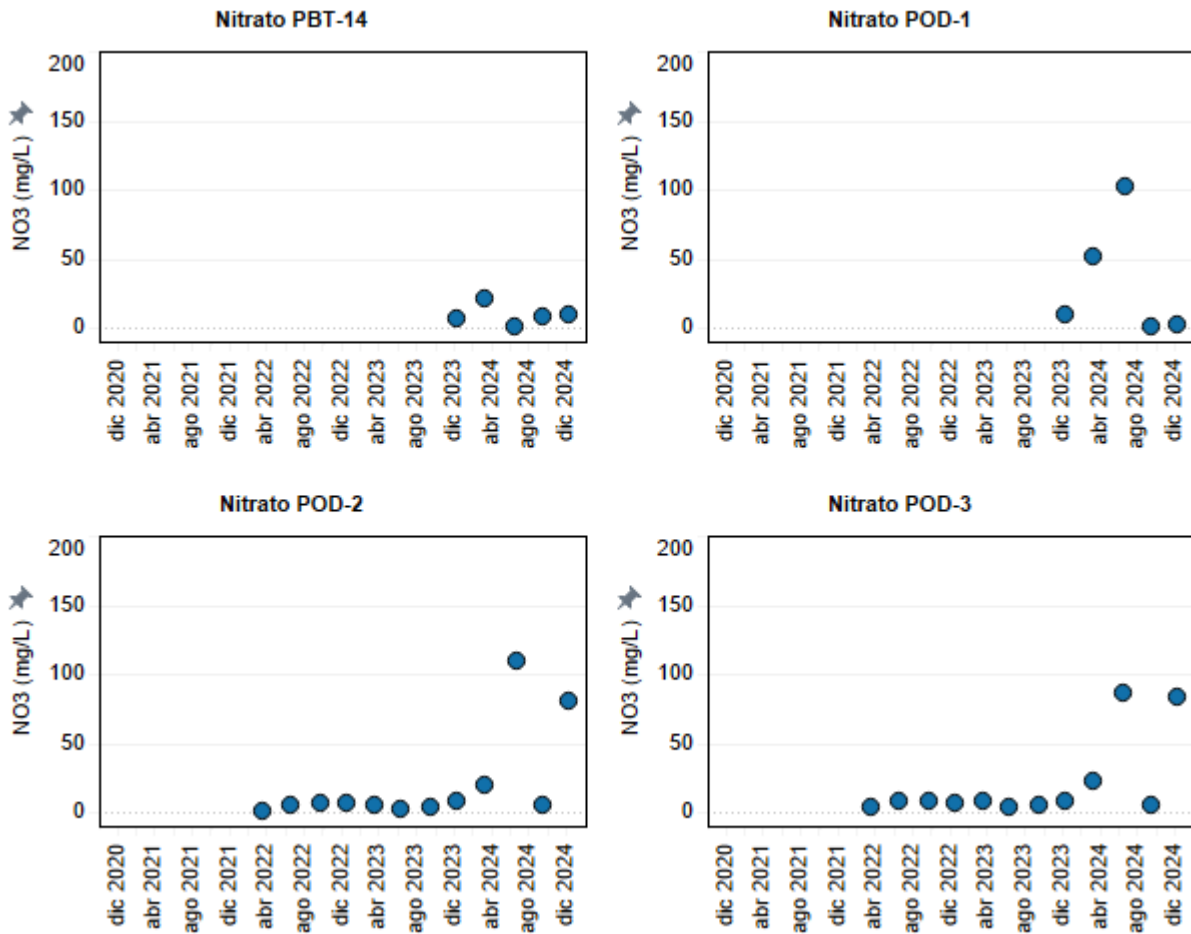 Nitrato PBT-14
NO3 (mg/L)
200
150
100
50
0
dic 2020
abr 2021
ago 2021
dic 2021
abr 2022
ago 2022
dic 2022
abr 2023
ago 2023
dic 2023
abr 2024
ago 2024
dic 2024
Nitrato POD-1
NO3 (mg/L)
200
150
100
50
0
dic 2020
abr 2021
ago 2021
dic 2021
abr 2022
ago 2022
dic 2022
abr 2023
ago 2023
dic 2023
abr 2024
ago 2024
dic 2024
Nitrato POD-2
NO3 (mg/L)
200
150
100
50
0
dic 2020
abr 2021
ago 2021
dic 2021
abr 2022
ago 2022
dic 2022
abr 2023
ago 2023
dic 2023
abr 2024
ago 2024
dic 2024
Nitrato POD-3
NO3 (mg/L)
200
150
100
50
0
dic 2020
abr 2021
ago 2021
dic 2021
abr 2022
ago 2022
dic 2022
abr 2023
ago 2023
dic 2023
abr 2024
ago 2024
dic 2024